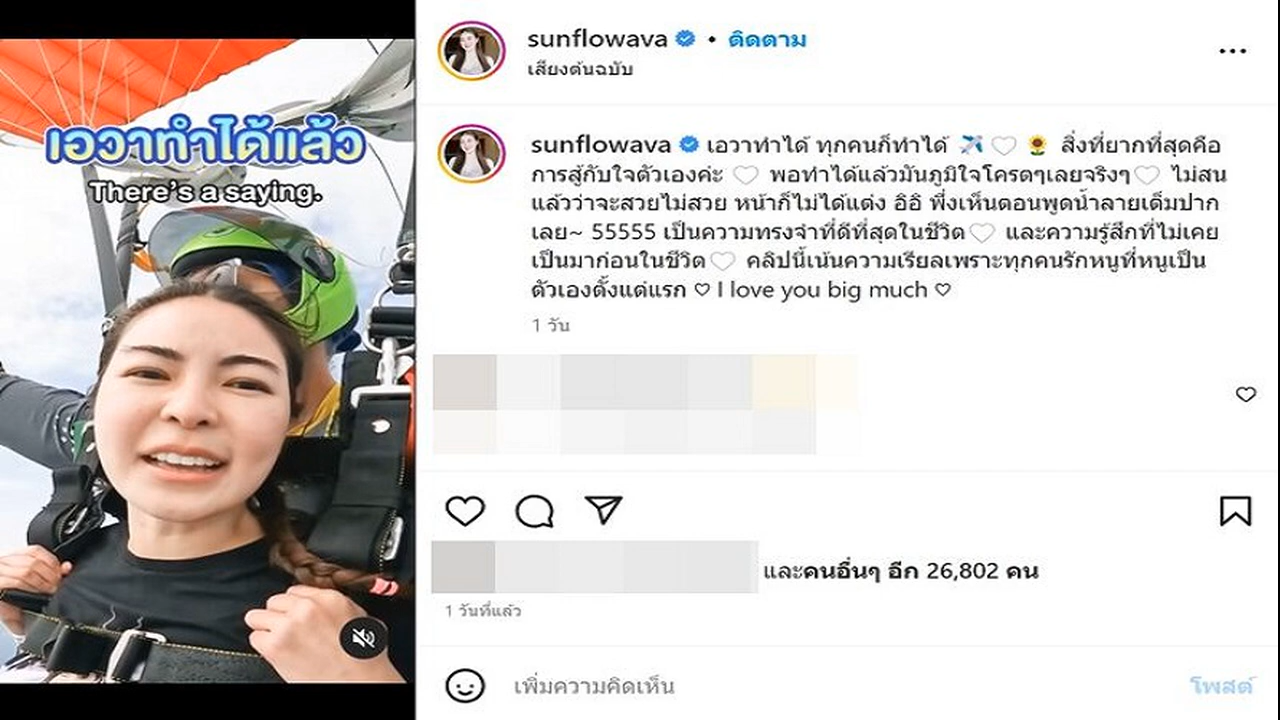 เอวาทำได้แล้ว
There's a saying.
sunflowava • ติดตาม
เสียงต้นฉบับ
sunflowava เอวาทำได้ ทุกคนก็ทำได้ ✈️🤍🌻 สิ่งที่ยากที่สุดคือ
การสู้กับใจตัวเองค่ะ 🤍 พอทำได้แล้วมันภูมิใจโครตๆเลยจริงๆ🤍 ไม่สน
แล้วว่าจะสวยไม่สวย หน้าก็ไม่ได้แต่ง อิอิ พึ่งเห็นตอนพูดน้ำลายเต็มปาก
เลย~ 55555 เป็นความทรงจำที่ดีที่สุดในชีวิต🤍 และความรู้สึกที่ไม่เคย
เป็นมาก่อนในชีวิต🤍 คลิปนี้เน้นความเรียลเพราะทุกคนรักหนูที่หนูเป็น
ตัวเองตั้งแต่แรก ♡ I love you big much ♡
1 วัน
และคนอื่นๆ อีก 26,802 คน
1 วันที่แล้ว
เพิ่มความคิดเห็น
โพสต์